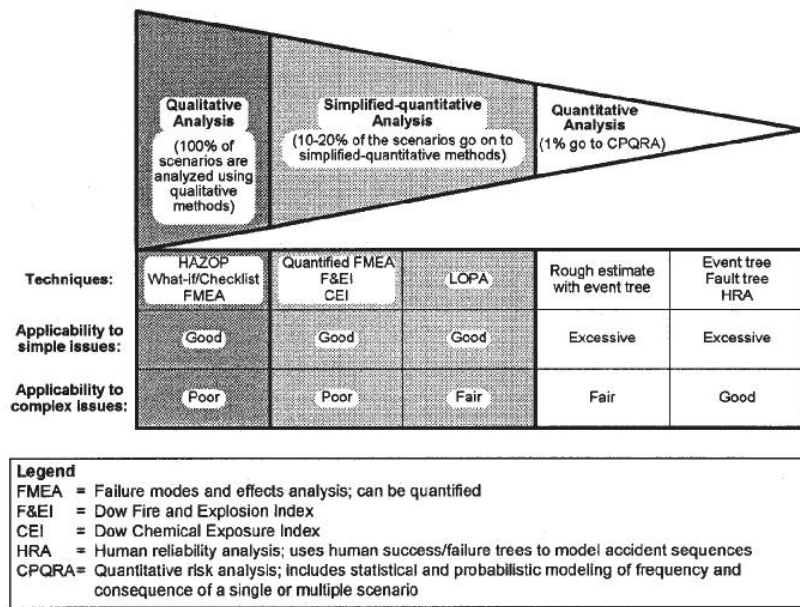 Qualitative
Analysis
(100% of
scenarios are
analyzed using
qualitative
methods)
Simplified-quantitative
Analysis
(10-20% of the scenarios go on to
simplified-quantitative methods)
Quantitative
Analysis
(1% go to CPQRA)
Techniques:
HAZOP
What-if/Checklist
FMEA
Quantified FMEA
F&EI
CEI
LOPA
Rough estimate
with event tree
Event tree
Fault tree
HRA
Applicability to
simple issues:
Good
Good
Good
Excessive
Excessive
Applicability to
complex issues:
Poor
Poor
Fair
Fair
Good
Legend
FMEA = Failure modes and effects analysis; can be quantified
F&EI = Dow Fire and Explosion Index
CEI = Dow Chemical Exposure Index
HRA = Human reliability analysis; uses human success/failure trees to model accident sequences
CPQRA= Quantitative risk analysis; includes statistical and probabilistic modeling of frequency and
consequence of a single or multiple scenario